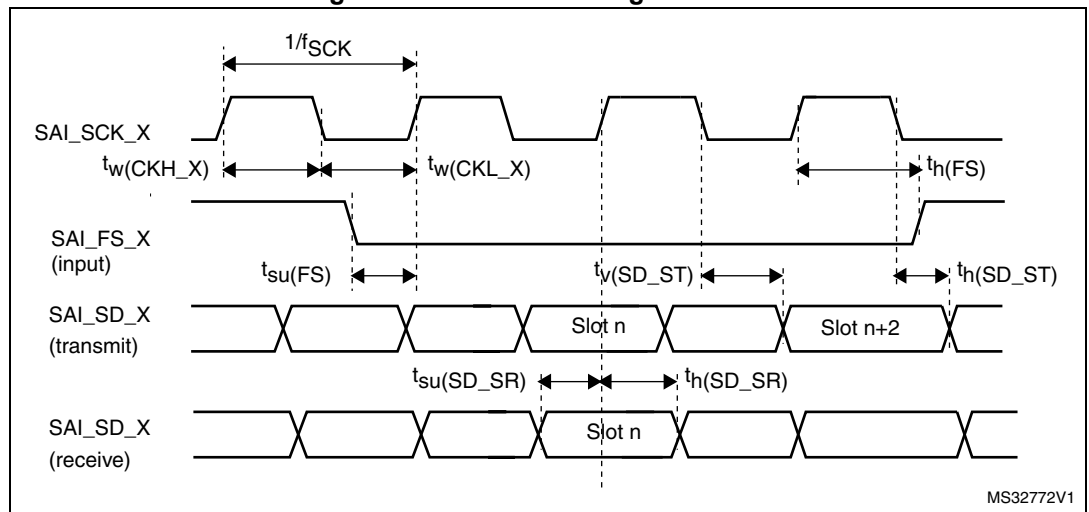 1/fSCK
SAI_SCK_X
tw(CKH_X)
tw(CKL_X)
th(FS)
SAI_FS_X
(input)
tsu(FS)
tv(SD_ST)
th(SD_ST)
SAI_SD_X
(transmit)
Slot n
Slot n+2
tsu(SD_SR)
th(SD_SR)
SAI_SD_X
(receive)
Slot n
MS32772V1